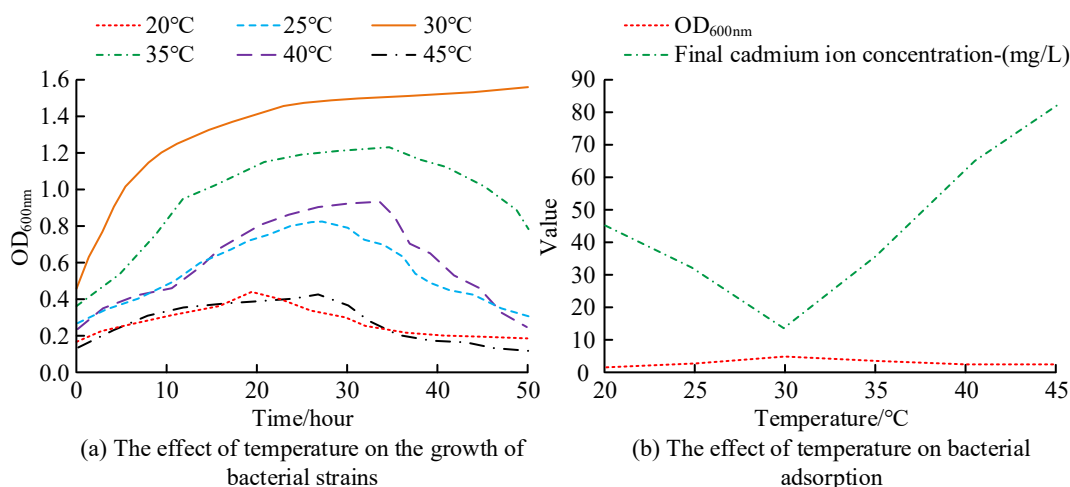 20°C 25°C 30°C
35°C 40°C 45°C
OD600nm
1.6
1.4
1.2
1.0
0.8
0.6
0.4
0.2
0.0
0 10 20 30 40 50
Time/hour
(a) The effect of temperature on the growth of
bacterial strains
OD600nm
Final cadmium ion concentration-(mg/L)
Value
90
80
70
60
50
40
30
20
10
0
20 25 30 35 40 45
Temperature/°C
(b) The effect of temperature on bacterial
adsorption